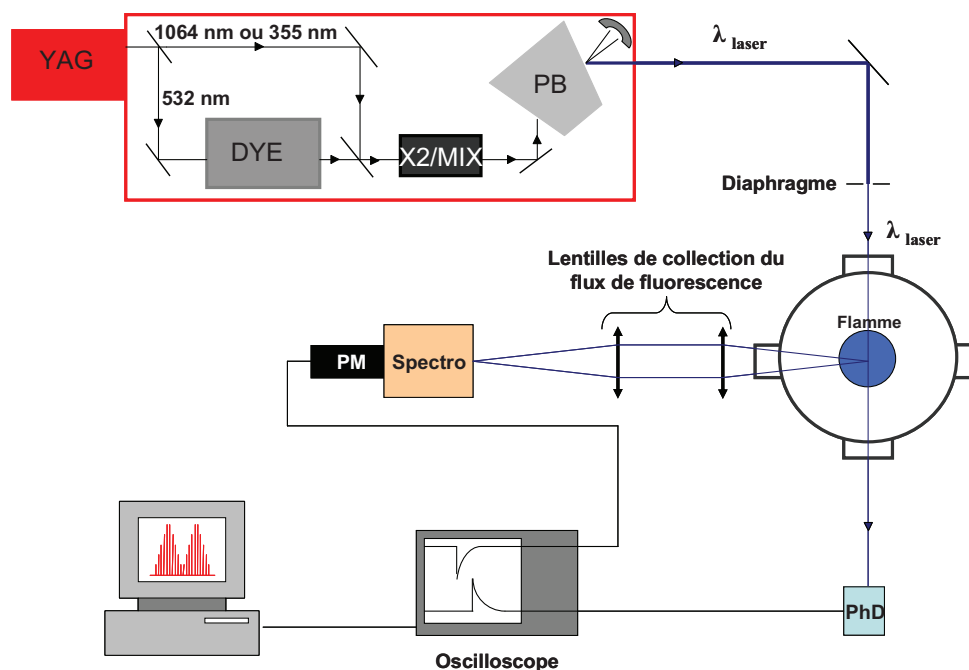 YAG
1064 nm ou 355 nm
532 nm
DYE
X2/MIX
PB
λ laser
Diaphragme
λ laser
Lentilles de collection du
flux de fluorescence
Flamme
PM
Spectro
PhD
Oscilloscope